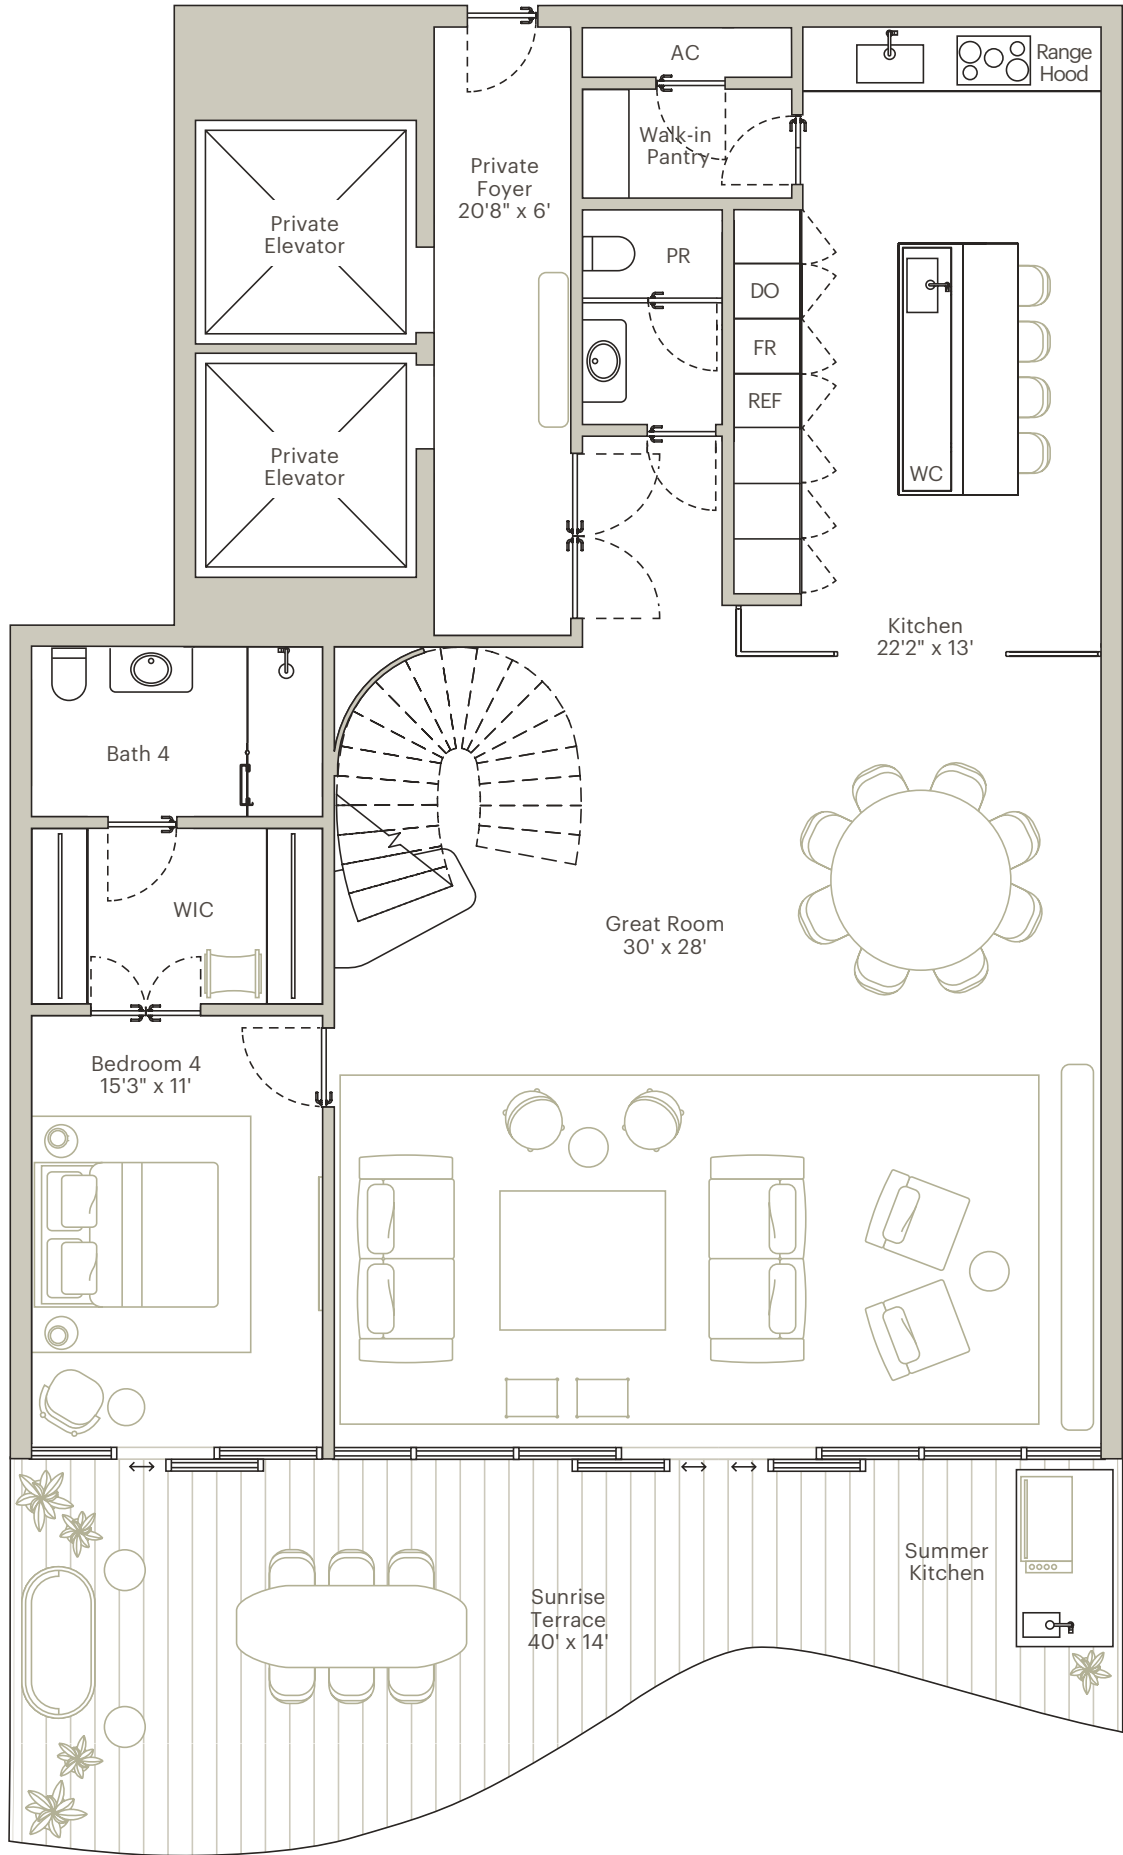 AC
Range
Hood
Walk-in
Pantry
Private
Foyer
20'8" x 6'
Private
Elevator
PR
DO
FR
REF
Private
Elevator
WC
Kitchen
22'2" x 13'
Bath 4
WIC
Great Room
30' x 28'
Bedroom 4
15'3" x 11'
Summer
Kitchen
Sunrise
Terrace
40' x 14'